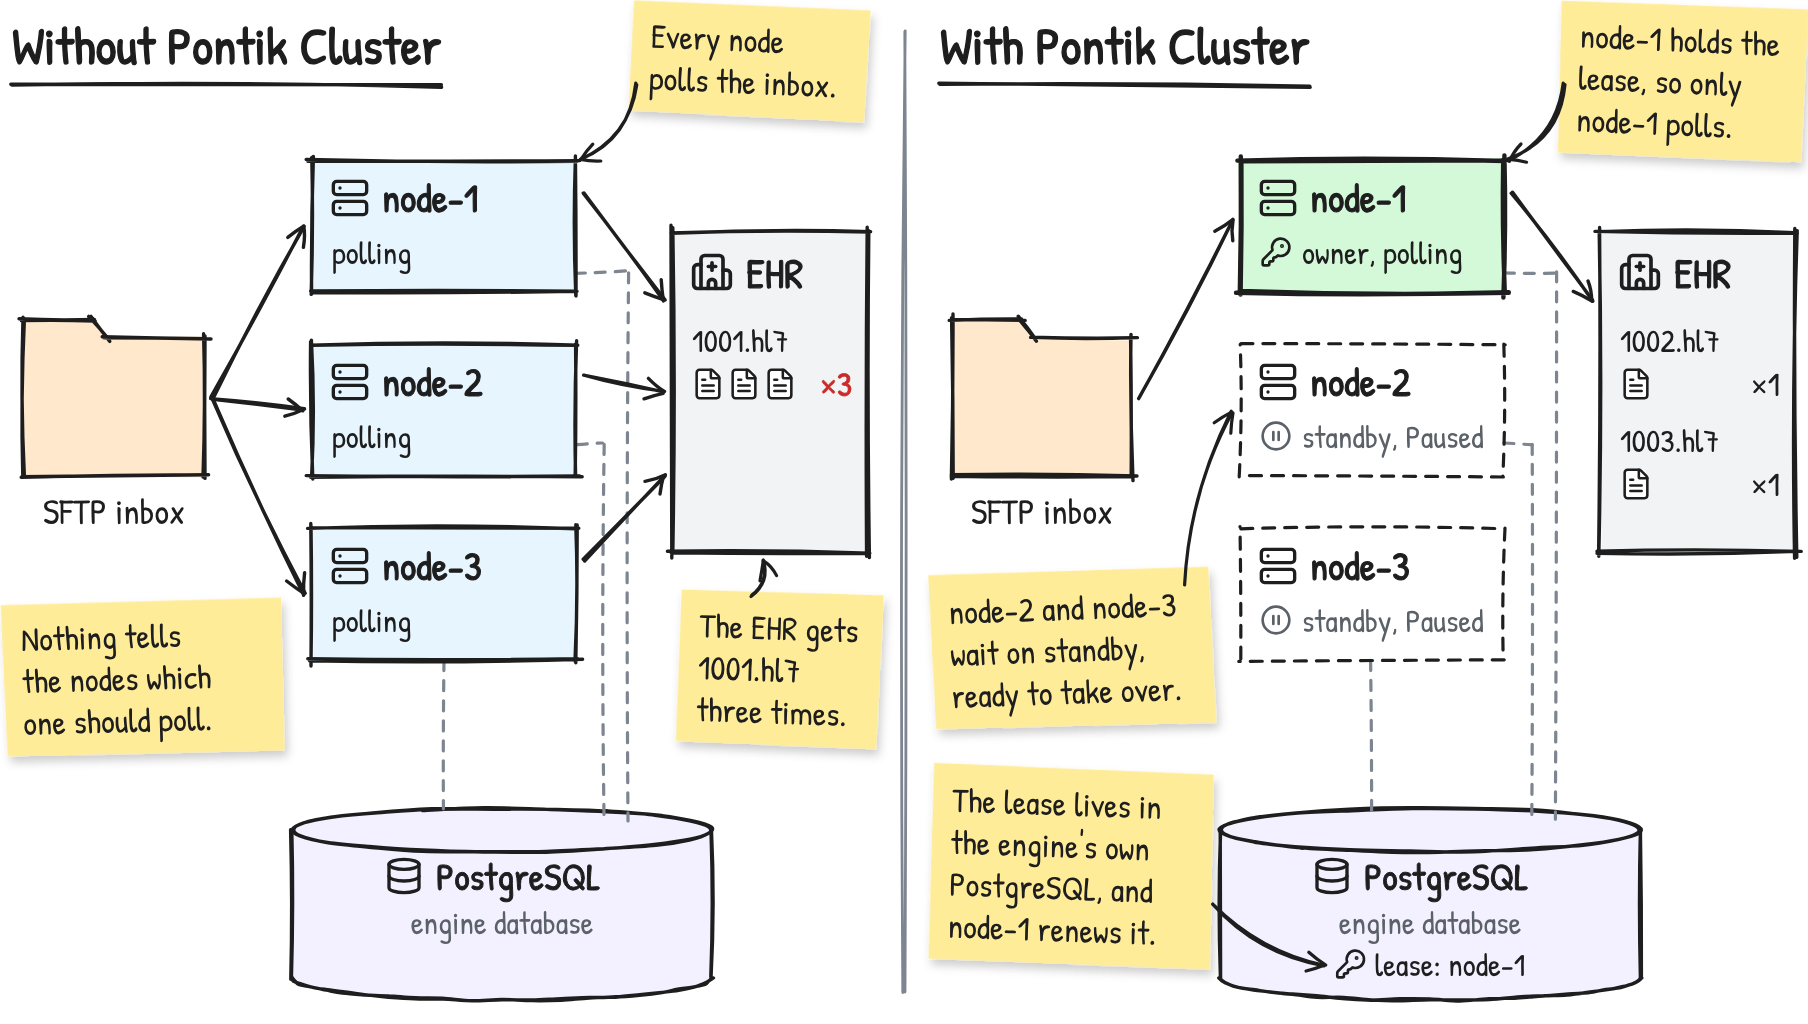 Without Pontik Cluster
Every node
polls the inbox.
node-1
polling
node-2
polling
node-3
polling
SFTP inbox
EHR
1001.hl7
×3
Nothing tells
the nodes which
one should poll.
The EHR gets
1001.hl7
three times.
PostgreSQL
engine database
With Pontik Cluster
node-1 holds the
lease, so only
node-1 polls.
node-1
owner, polling
node-2
standby, Paused
node-3
standby, Paused
SFTP inbox
EHR
1002.hl7
×1
1003.hl7
×1
node-2 and node-3
wait on standby,
ready to take over.
The lease lives in
the engine's own
PostgreSQL, and
node-1 renews it.
PostgreSQL
engine database
lease: node-1